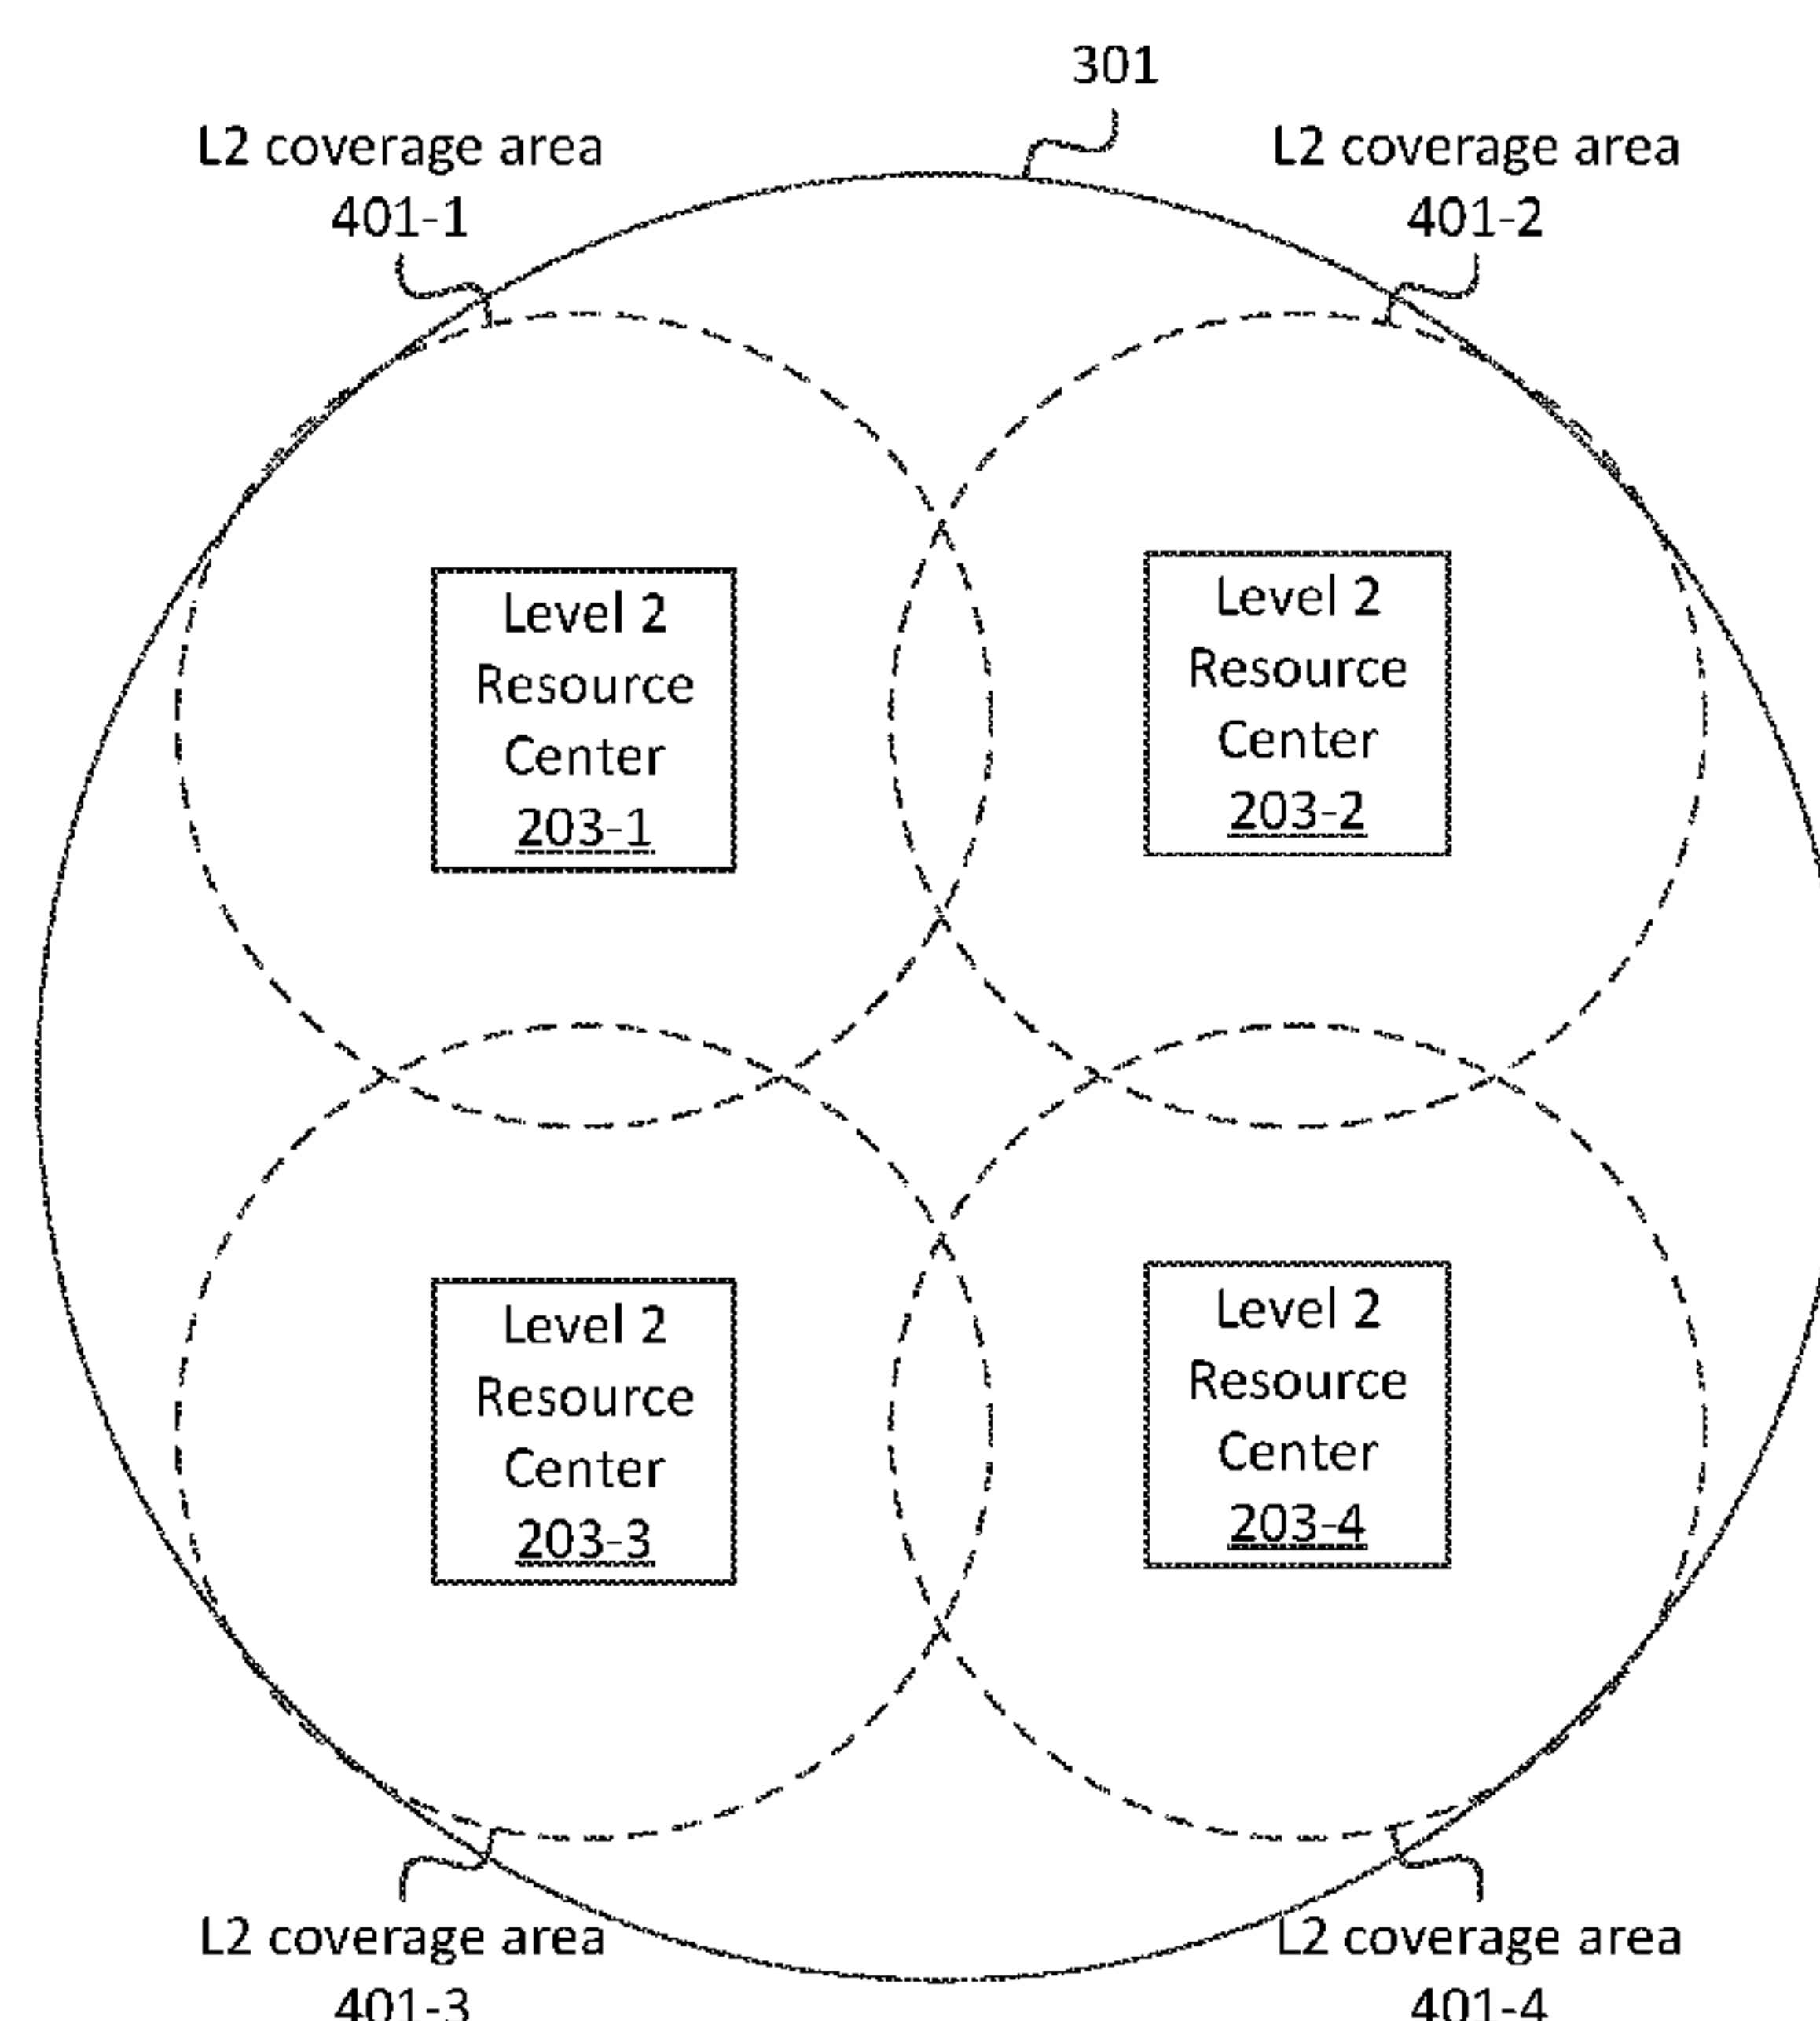 301
L2 coverage area
401-1
L2 coverage area
401-2
Level 2
Resource
Center
203-1
Level 2
Resource
Center
203-2
Level 2
Resource
Center
203-3
Level 2
Resource
Center
203-4
L2 coverage area
401-3
L2 coverage area
401-4